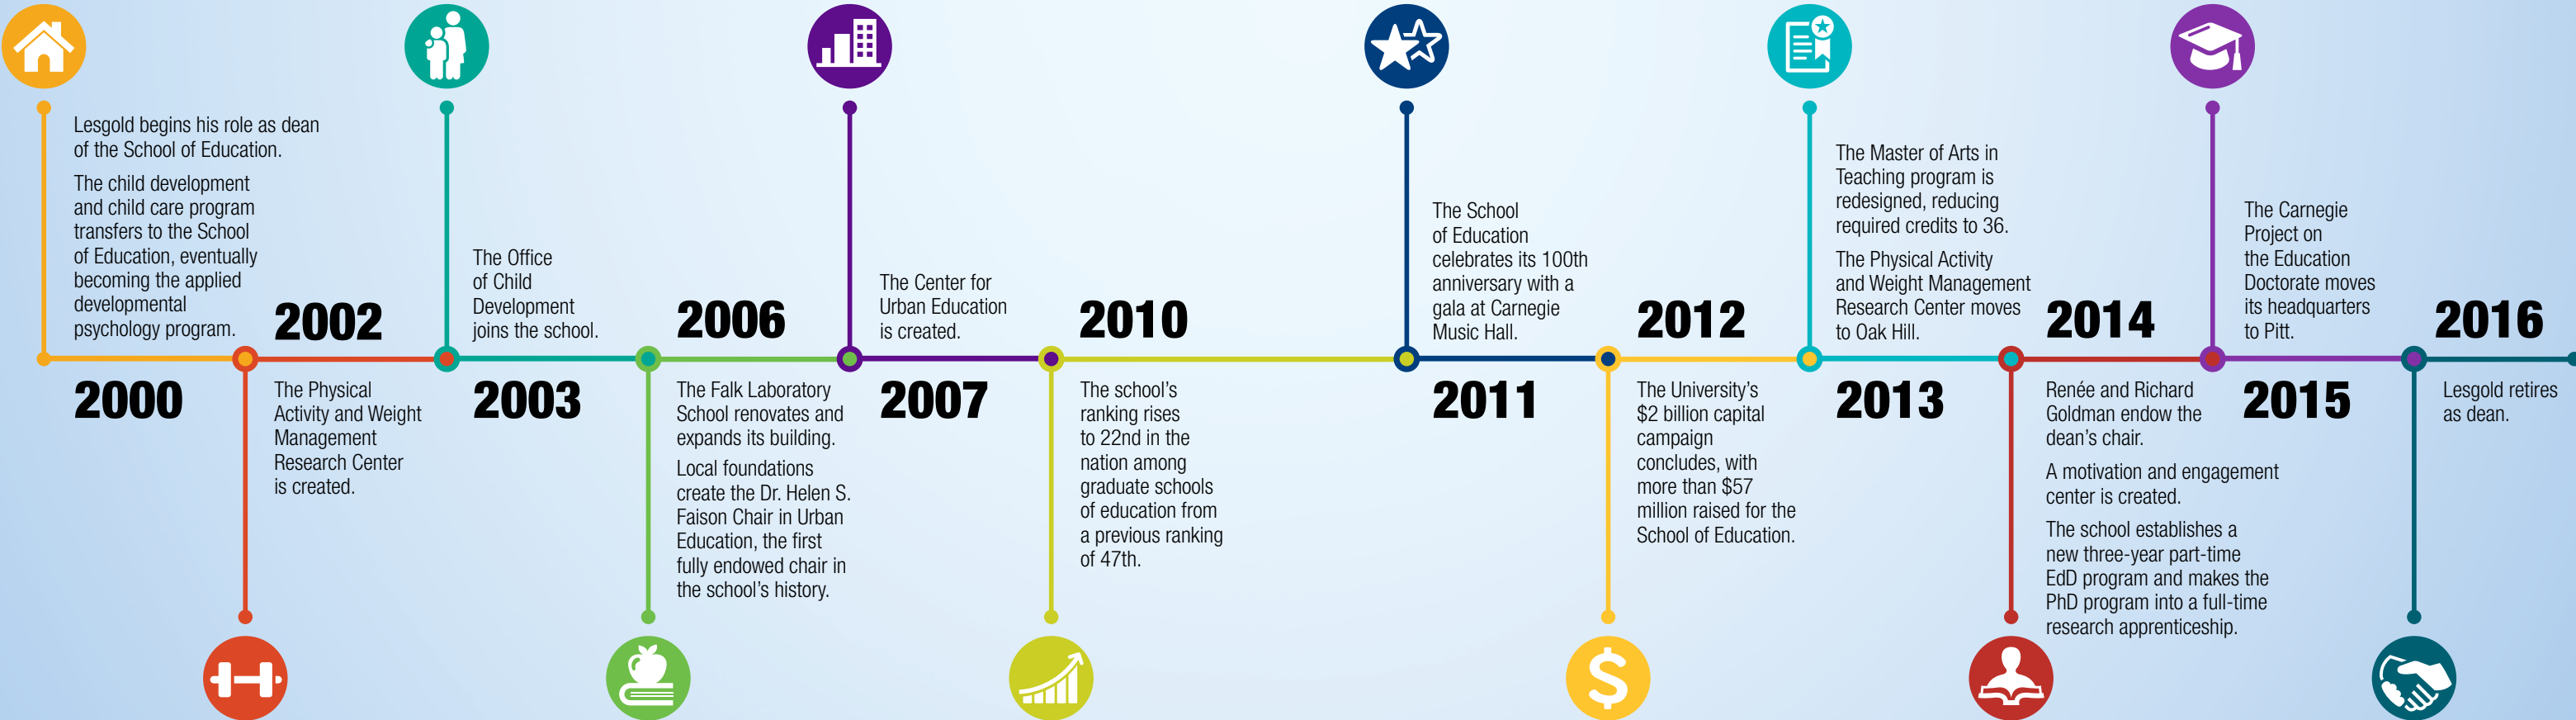 2000
Lesgold begins his role as dean
of the School of Education.
The child development
and child care program
transfers to the School
of Education, eventually
becoming the applied
developmental
psychology program.
2002
The Physical
Activity and Weight
Management
Research Center
is created.
2003
The Office
of Child
Development
joins the school.
2006
The Falk Laboratory
School renovates and
expands its building.
Local foundations
create the Dr. Helen S.
Faison Chair in Urban
Education, the first
fully endowed chair in
the school's history.
2007
The Center for
Urban Education
is created.
2010
The school's
ranking rises
to 22nd in the
nation among
graduate schools
of education from
a previous ranking
of 47th.
2011
The School
of Education
celebrates its 100th
anniversary with a
gala at Carnegie
Music Hall.
2012
The University's
$2 billion capital
campaign
concludes, with
more than $57
million raised for the
School of Education.
$
2013
The Master of Arts in
Teaching program is
redesigned, reducing
required credits to 36.
The Physical Activity
and Weight Management
Research Center moves
to Oak Hill.
2014
Renée and Richard
Goldman endow the
dean's chair.
A motivation and engagement
center is created.
The school establishes a
new three-year part-time
EdD program and makes the
PhD program into a full-time
research apprenticeship.
2015
The Carnegie
Project on
the Education
Doctorate moves
its headquarters
to Pitt.
2016
Lesgold retires
as dean.